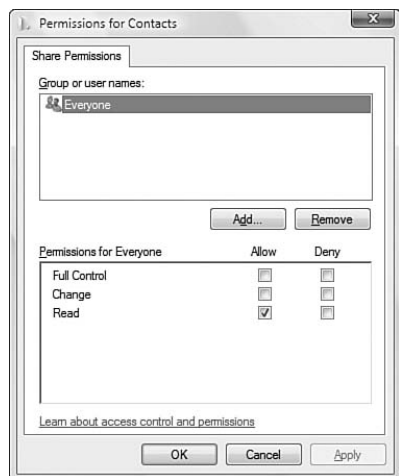 Permissions for Contacts
Share Permissions
Group or user names:
Everyone
Add... Remove
Permissions for Everyone Allow Deny
Full Control
Change
Read
Learn about access control and permissions
OK Cancel Apply